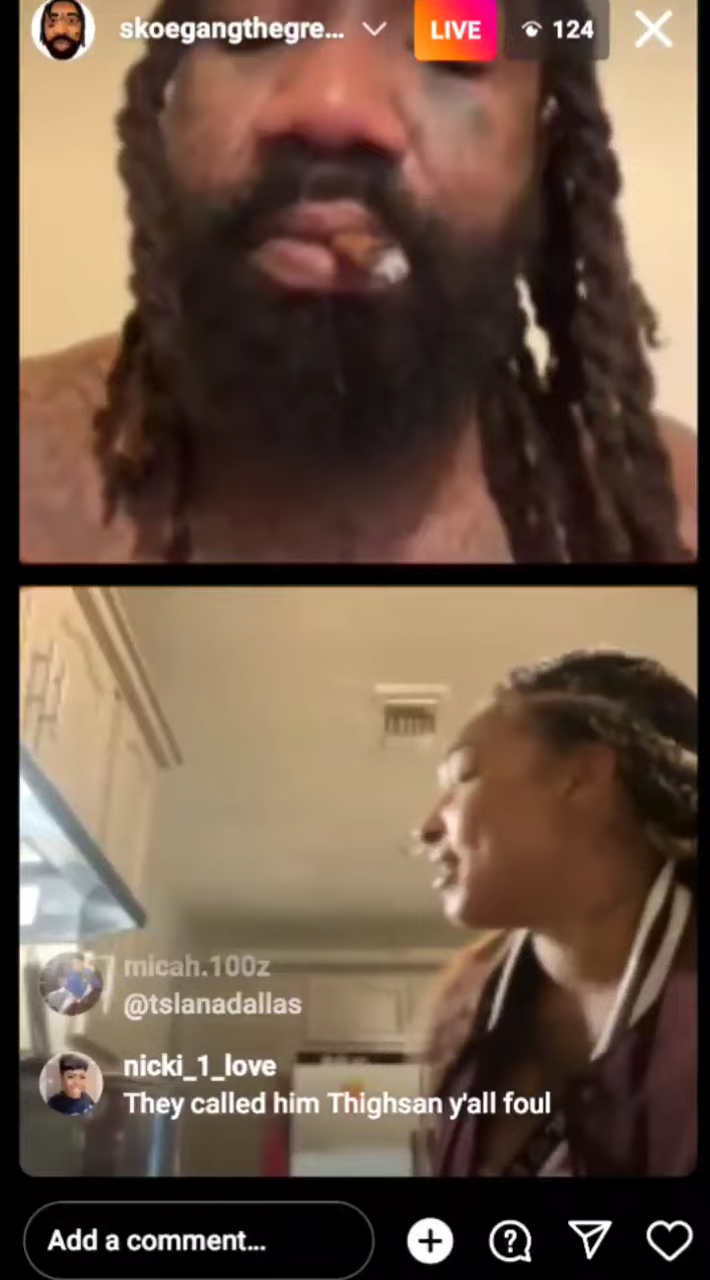 skoegangthegre...
LIVE
124
micah.100z
@tslanadallas
nicki_1_love
They called him Thighsan y'all foul
Add a comment...